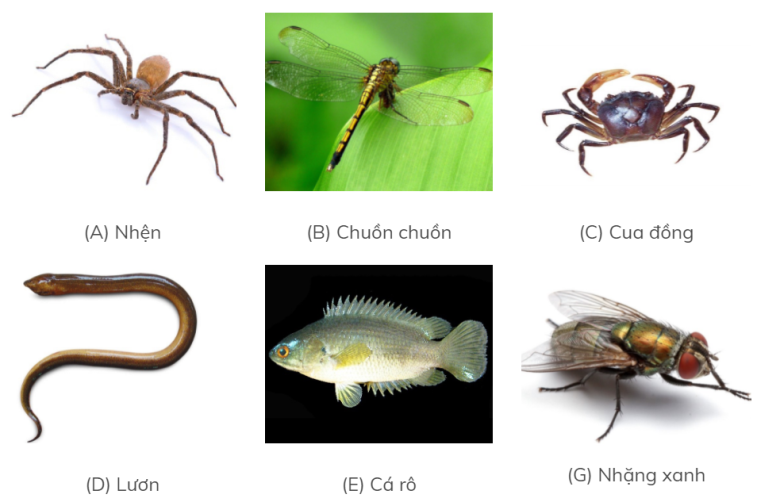 (A) Nhện
(B) Chuồn chuồn
(C) Cua đồng
(D) Lươn
(E) Cá rô
(G) Nhặng xanh